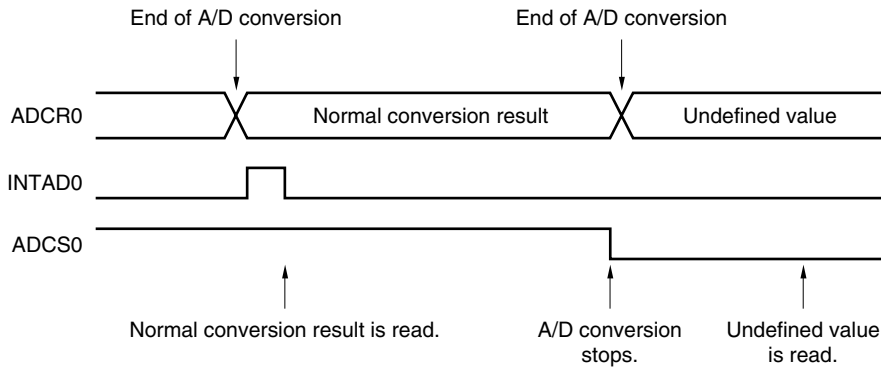 End of A/D conversion
End of A/D conversion
ADCR0
Normal conversion result
Undefined value
INTAD0
ADCS0
Normal conversion result is read.
A/D conversion
stops.
Undefined value
is read.